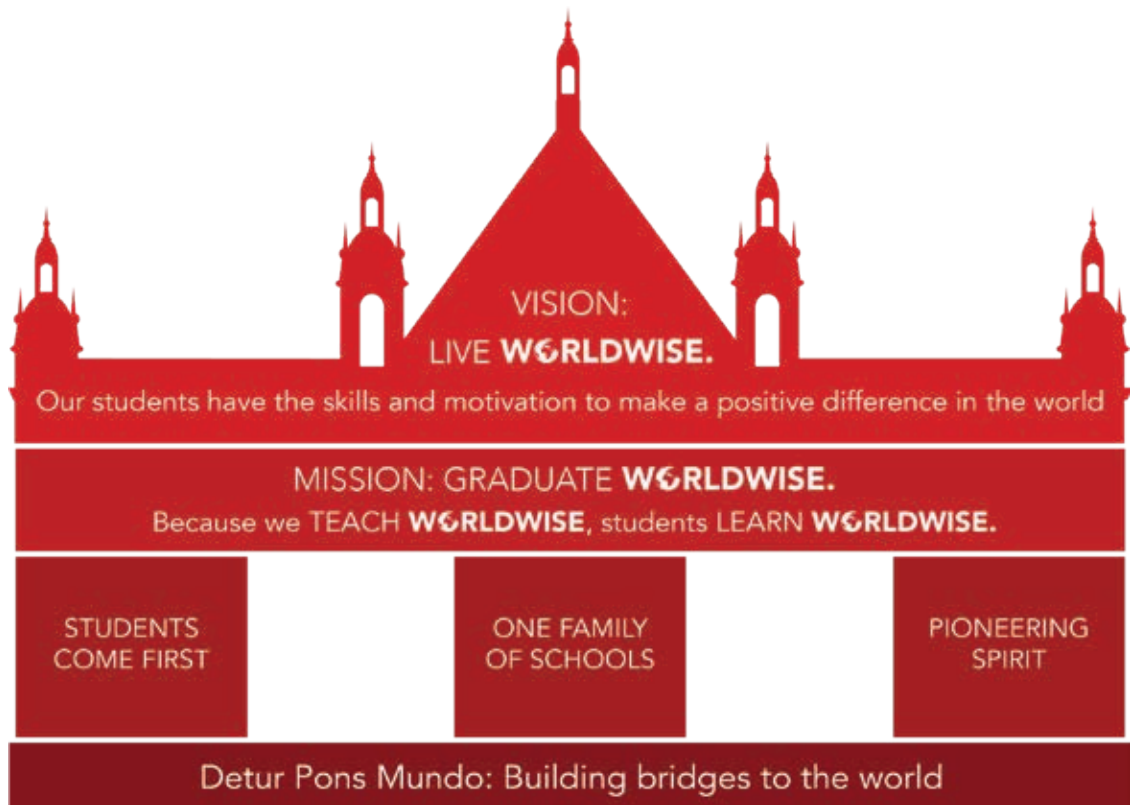 VISION:
LIVE WORLDWISE.
Our students have the skills and motivation to make a positive difference in the world
MISSION: GRADUATE WORLDWISE.
Because we TEACH WORLDWISE, students LEARN WORLDWISE.
STUDENTS
COME FIRST
ONE FAMILY
OF SCHOOLS
PIONEERING
SPIRIT
Detur Pons Mundo: Building bridges to the world